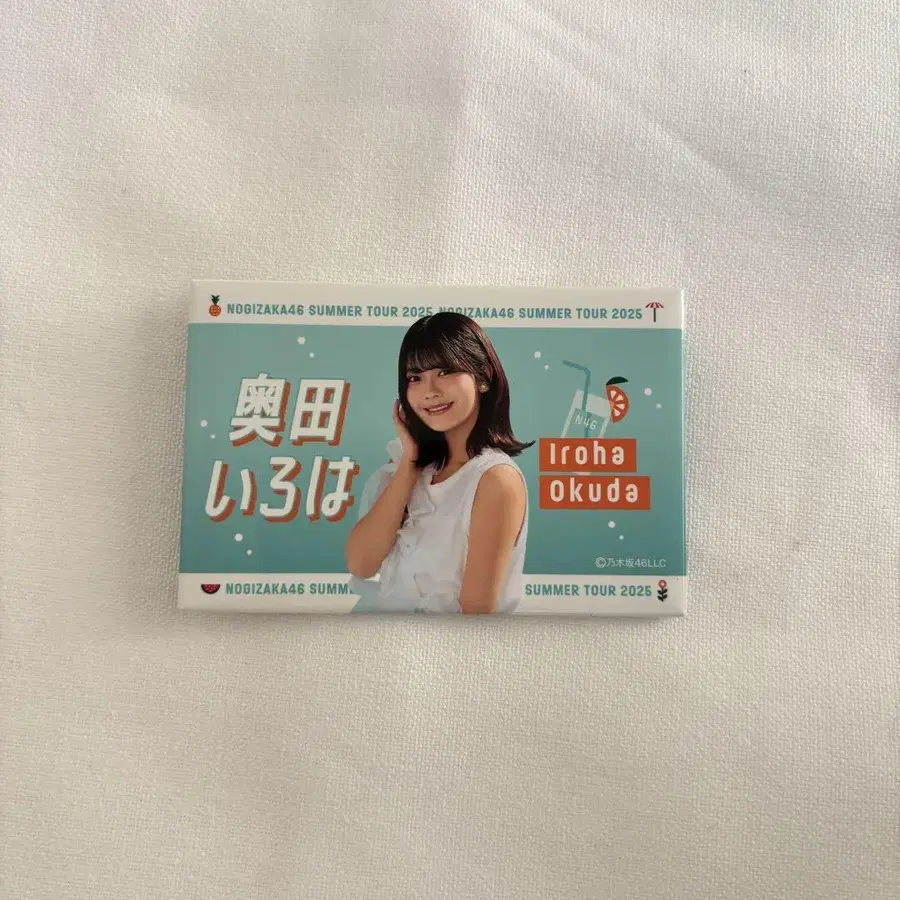 NOGIZAKA46 SUMMER TOUR 2025 NOGIZAKA46 SUMMER TOUR 2025
奥田
いろは
N46
Iroha
Okuda
©乃木坂46LLC
NOGIZAKA46 SUMM SUMMER TOUR 2025